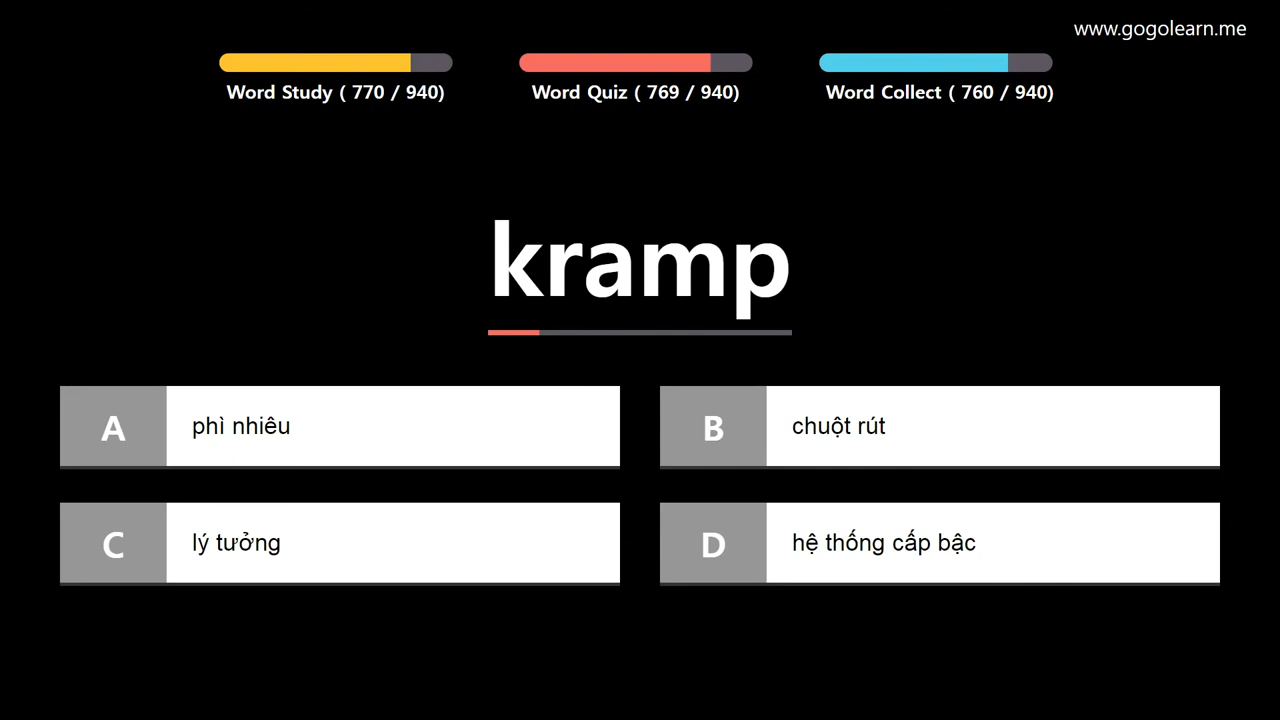 www.gogolearn.me
Word Study ( 770 / 940)
Word Quiz ( 769 / 940)
Word Collect ( 760 / 940)
kramp
A
phì nhiêu
B
chuột rút
C
lý tưởng
D
hệ thống cấp bậc